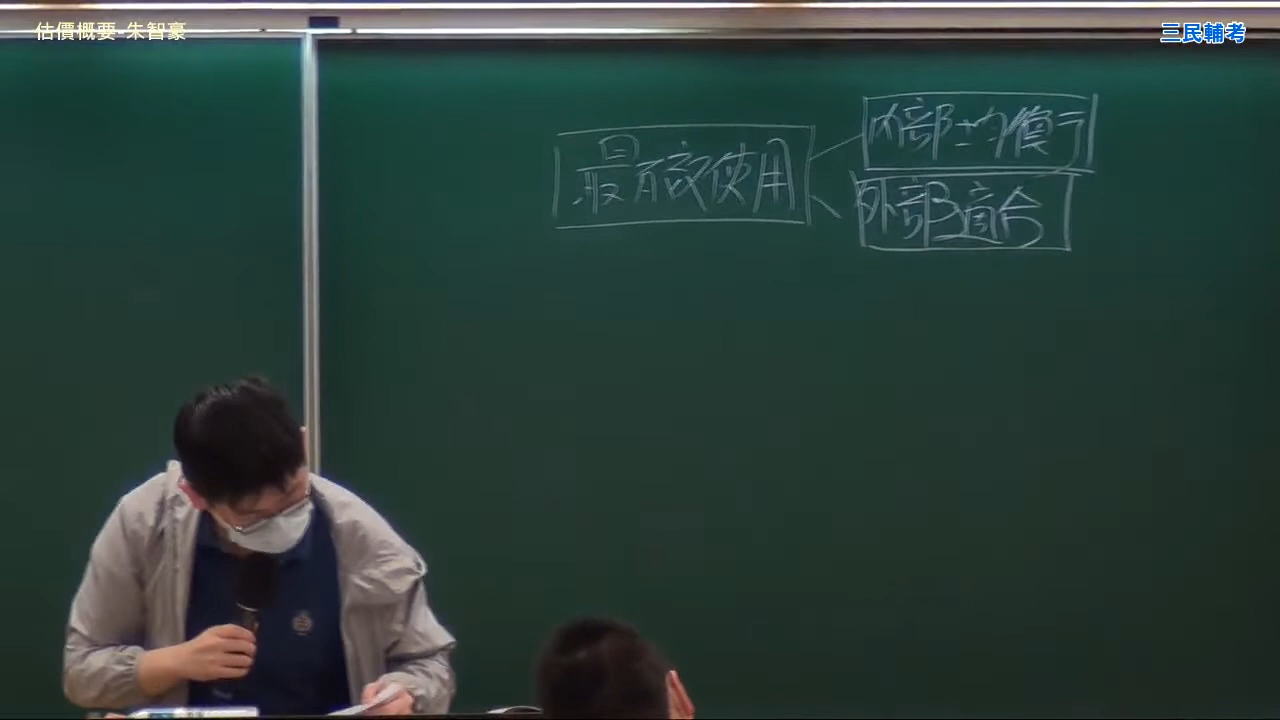 估價概要-朱智豪
三民輔考
最有效使用
內部均衡
外部適合